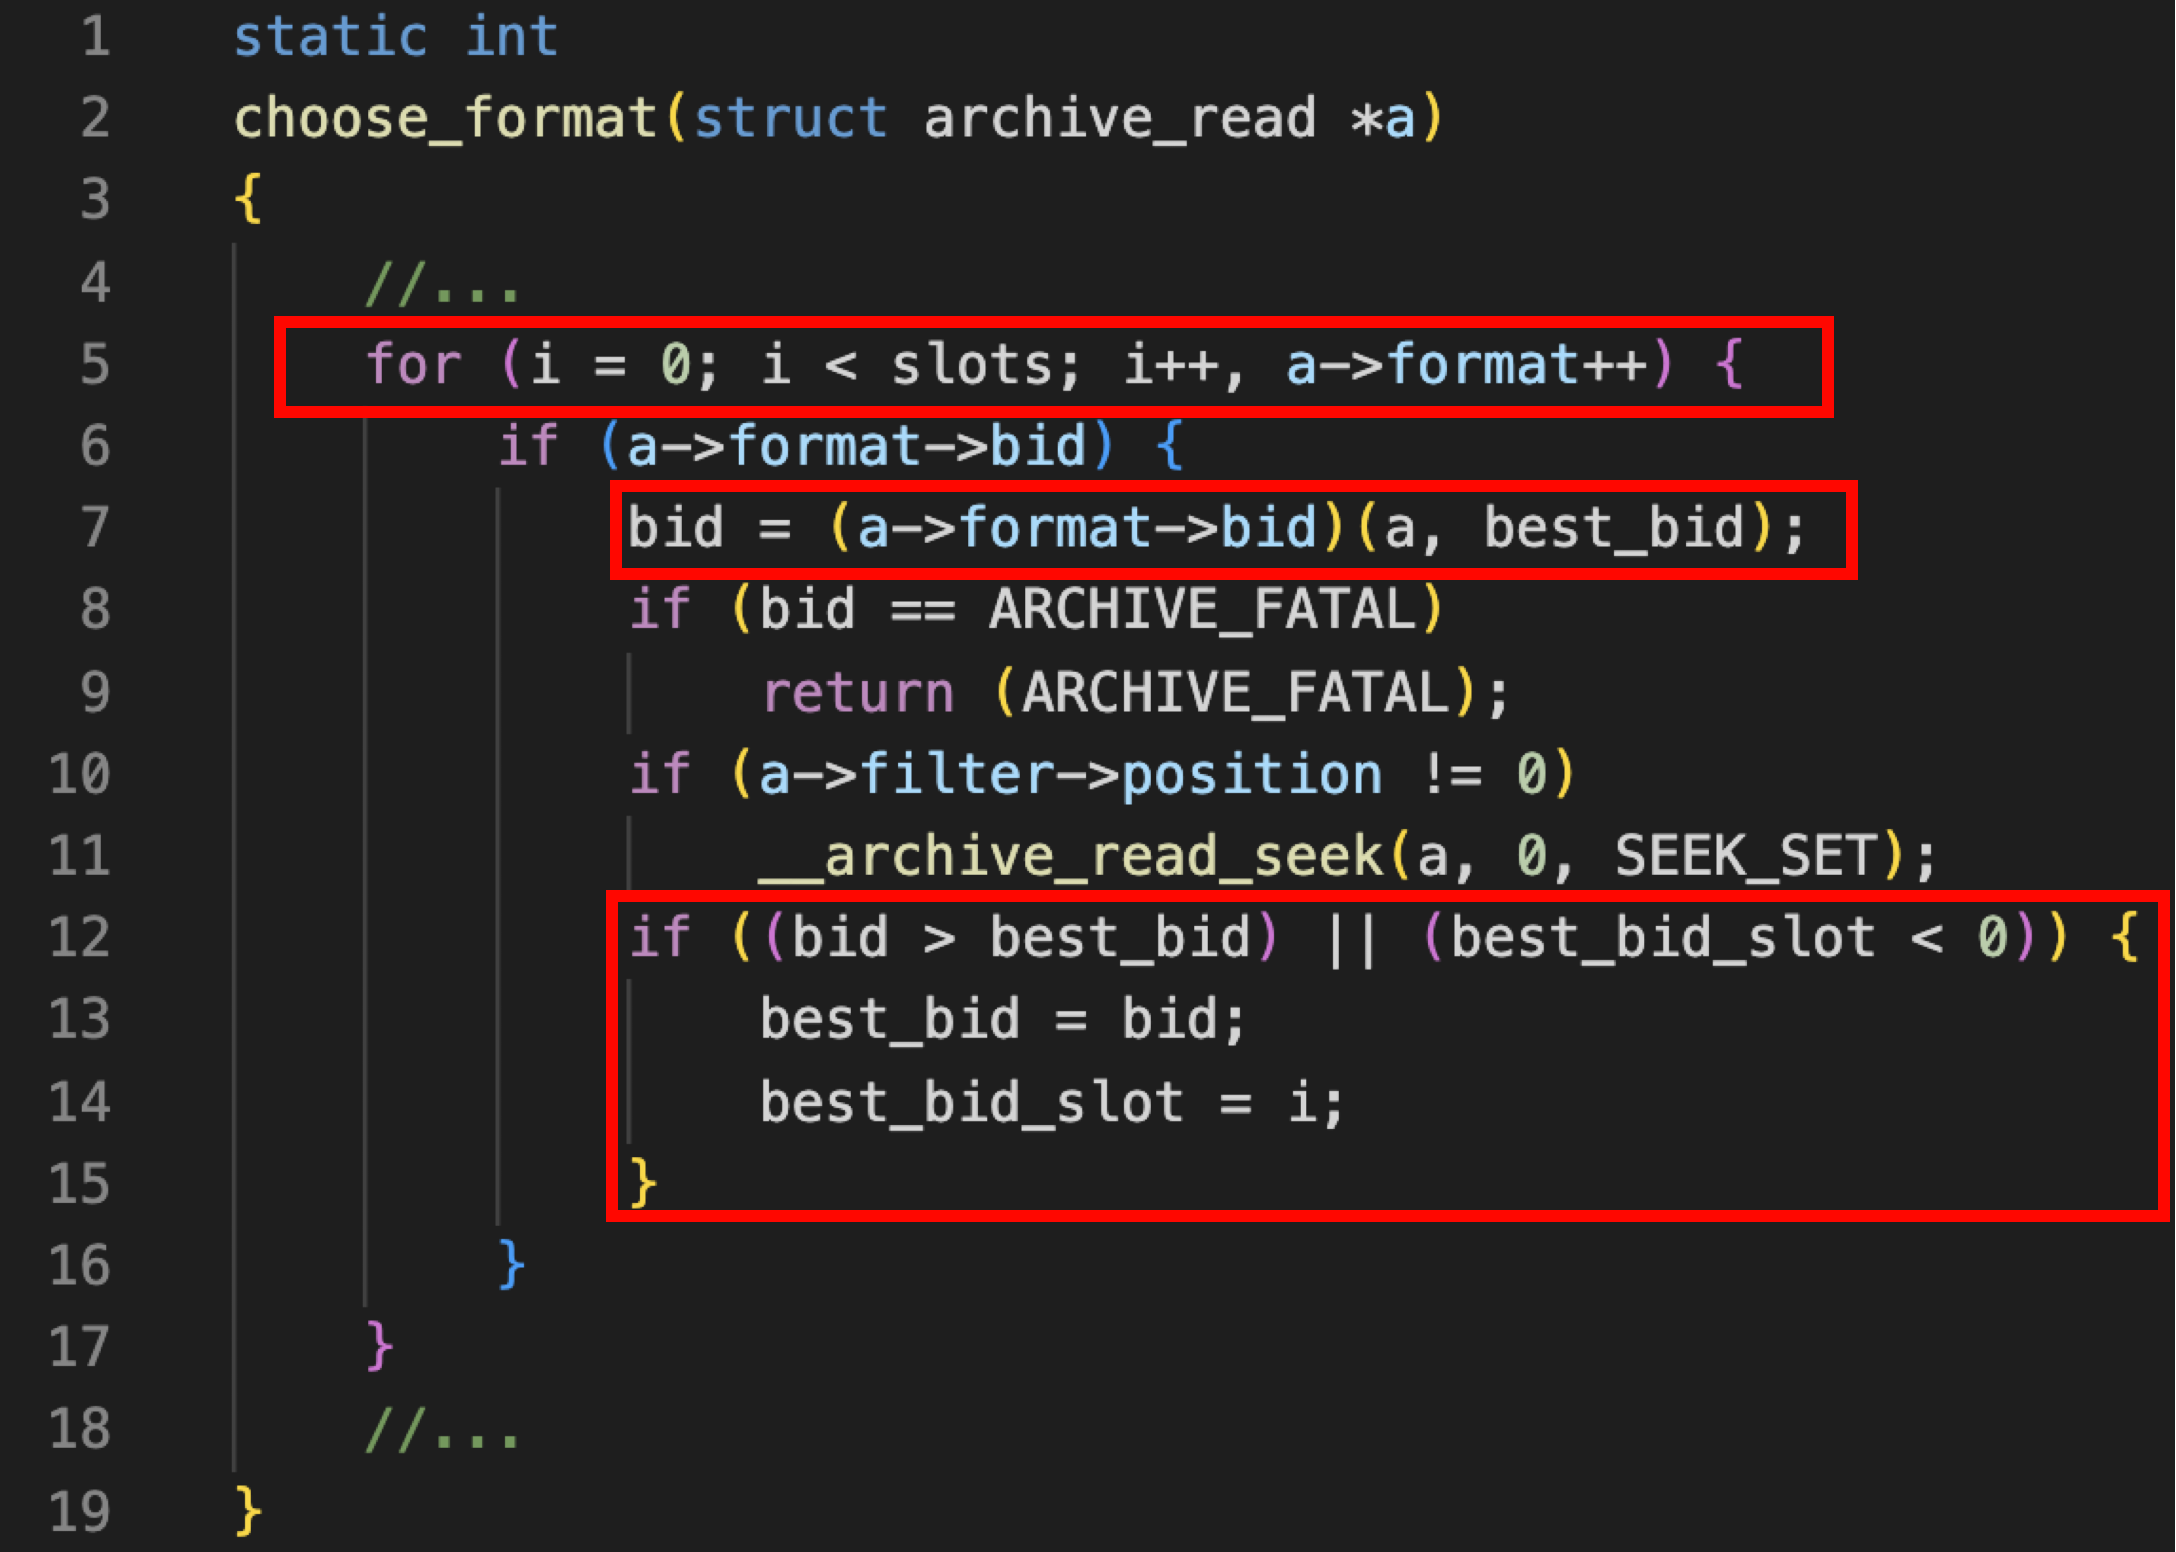 1 static int
2 choose_format(struct archive_read *a)
3 {
4     //...
5     for (i = 0; i < slots; i++, a->format++) {
6         if (a->format->bid) {
7             bid = (a->format->bid)(a, best_bid);
8             if (bid == ARCHIVE_FATAL)
9                 return (ARCHIVE_FATAL);
10             if (a->filter->position != 0)
11                 __archive_read_seek(a, 0, SEEK_SET);
12             if ((bid > best_bid) || (best_bid_slot < 0)) {
13                 best_bid = bid;
14                 best_bid_slot = i;
15             }
16         }
17     }
18     //...
19 }